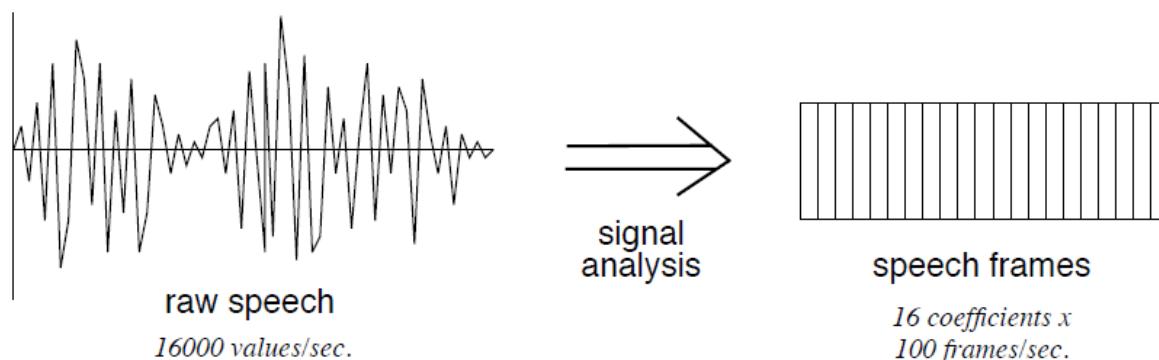 raw speech
16000 values/sec.
signal
analysis
speech frames
16 coefficients x
100 frames/sec.